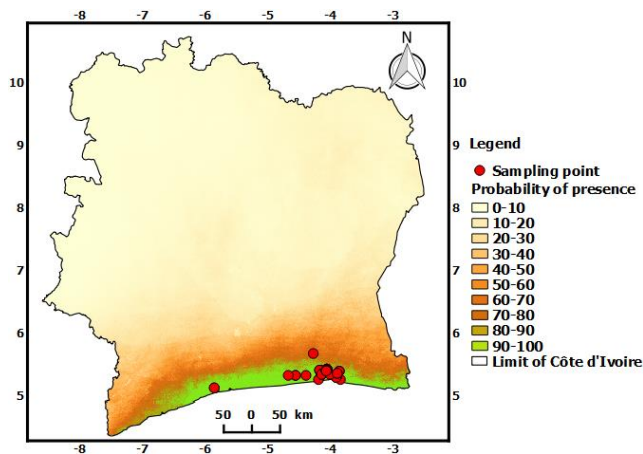 -8 -7 -6 -5 -4 -3
N
10 10
9 9
8 8
7 7
6 6
5 5
Legend
Sampling point
Probability of presence
0-10
10-20
20-30
30-40
40-50
50-60
60-70
70-80
80-90
90-100
Limit of Côte d'Ivoire
50 0 50 km
-8 -7 -6 -5 -4 -3